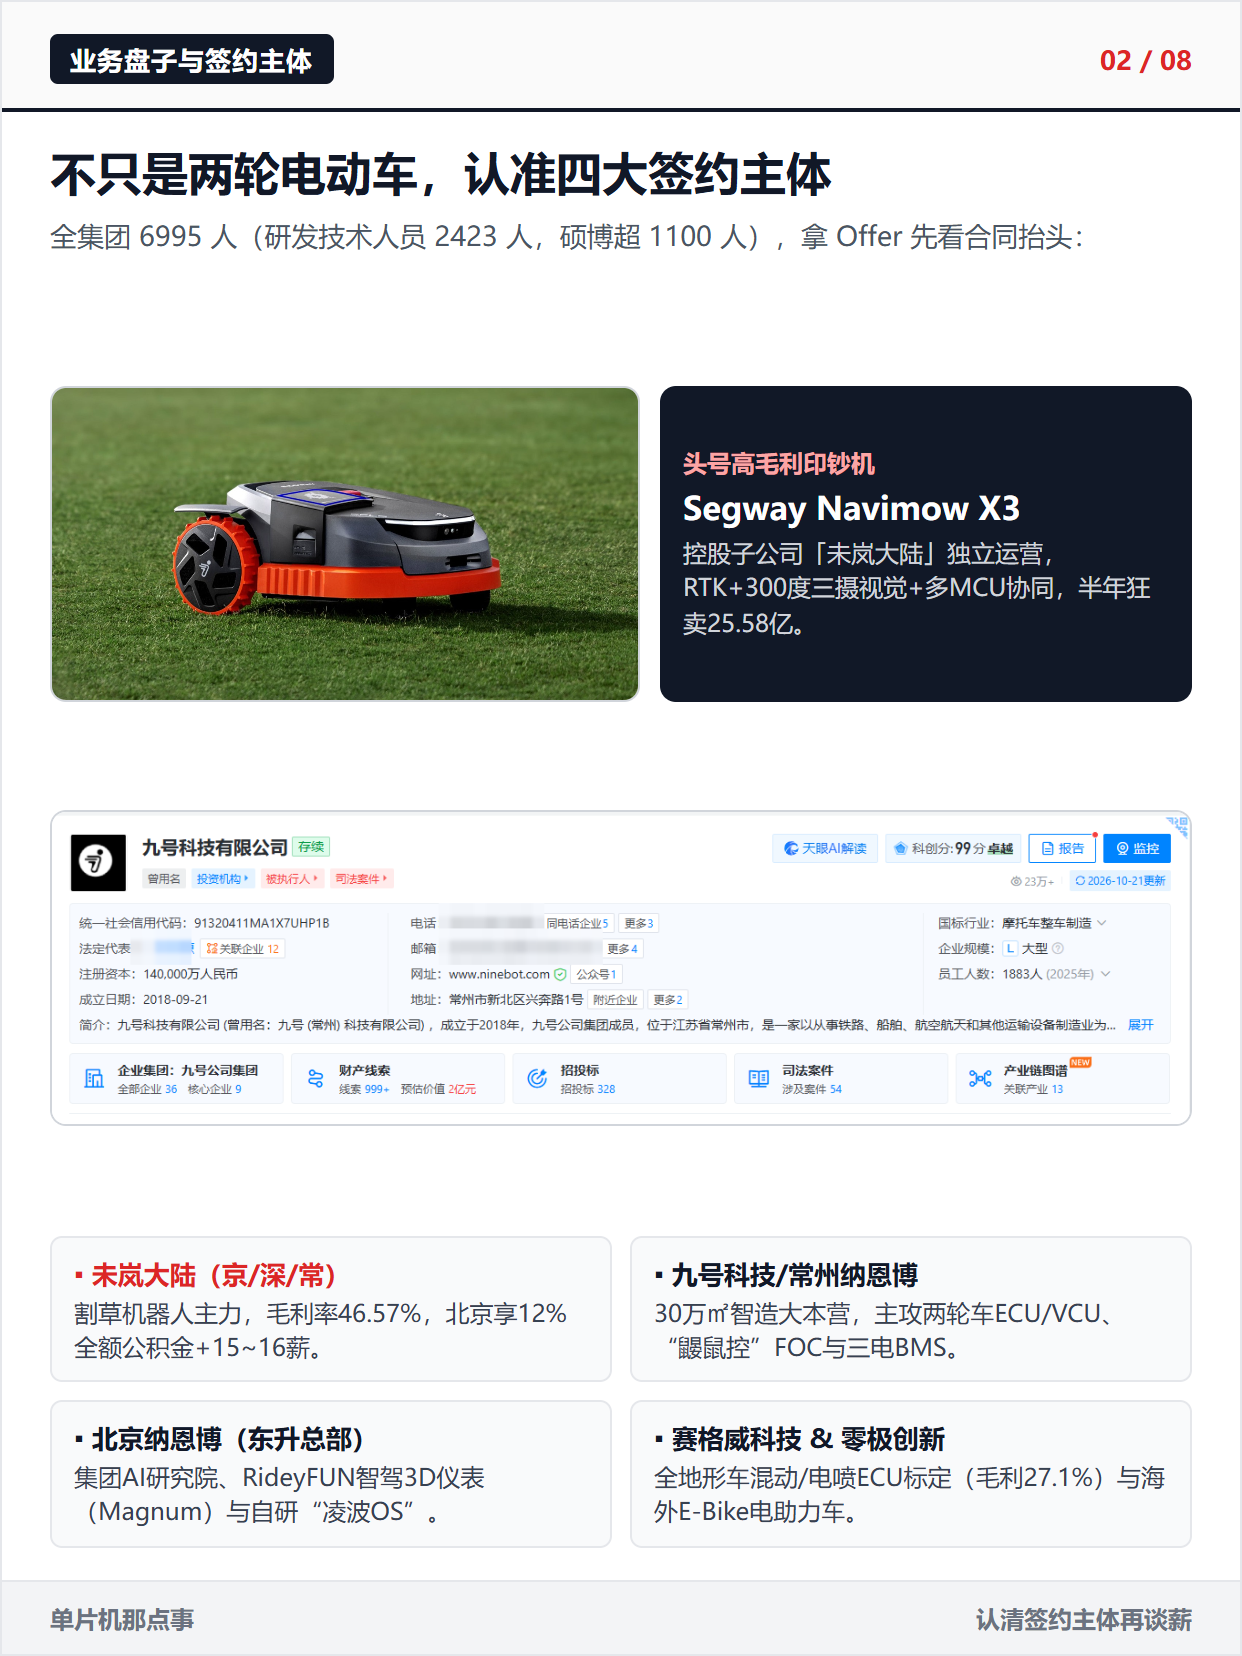 业务盘子与签约主体
02 / 08
不只是两轮电动车，认准四大签约主体
全集团 6995 人（研发技术人员 2423 人，硕博超 1100 人），拿 Offer 先看合同抬头：
头号高毛利印钞机
Segway Navimow X3
控股子公司「未岚大陆」独立运营，
RTK+300度三摄视觉+多MCU协同，半年狂
卖25.58亿。
九号科技有限公司 存续
天眼AI解读 科创分:99分 卓越 报告 监控
曾用名 投资机构 被执行人 司法案件
23万+ 2026-10-21更新
统一社会信用代码：91320411MA1X7UHP1B 电话 同电话企业5 更多3 国标行业：摩托车整车制造
法定代表 关联企业 12 邮箱 更多4 企业规模：L 大型
注册资本：140,000万人民币 网址：www.ninebot.com 公众号1 员工人数：1883人 (2025年)
成立日期：2018-09-21 地址：常州市新北区兴奔路1号 附近企业 更多2
简介：九号科技有限公司 (曾用名：九号 (常州) 科技有限公司) ，成立于2018年，九号公司集团成员，位于江苏省常州市，是一家以从事铁路、船舶、航空航天和其他运输设备制造业为... 展开
企业集团：九号公司集团 财产线索 招投标 司法案件 产业链图谱 NEW
全部企业 36 核心企业 9 线索 999+ 预估价值 2亿元 招投标 328 涉及案件 54 关联产业 13
▪ 未岚大陆（京/深/常）
割草机器人主力，毛利率46.57%，北京享12%
全额公积金+15~16薪。
▪ 九号科技/常州纳恩博
30万㎡智造大本营，主攻两轮车ECU/VCU、
“鼹鼠控”FOC与三电BMS。
▪ 北京纳恩博（东升总部）
集团AI研究院、RideyFUN智驾3D仪表
（Magnum）与自研“凌波OS”。
▪ 赛格威科技 & 零极创新
全地形车混动/电喷ECU标定（毛利27.1%）与海
外E-Bike电助力车。
单片机那点事
认清签约主体再谈薪